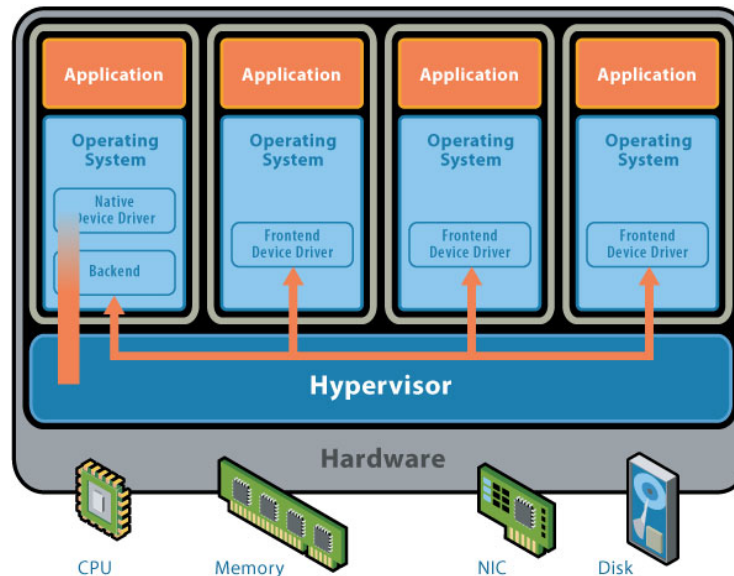 Application
Application
Application
Application
Operating
System
Operating
System
Operating
System
Operating
System
Native
Device Driver
Backend
Frontend
Device Driver
Frontend
Device Driver
Frontend
Device Driver
Hypervisor
Hardware
CPU
Memory
NIC
Disk